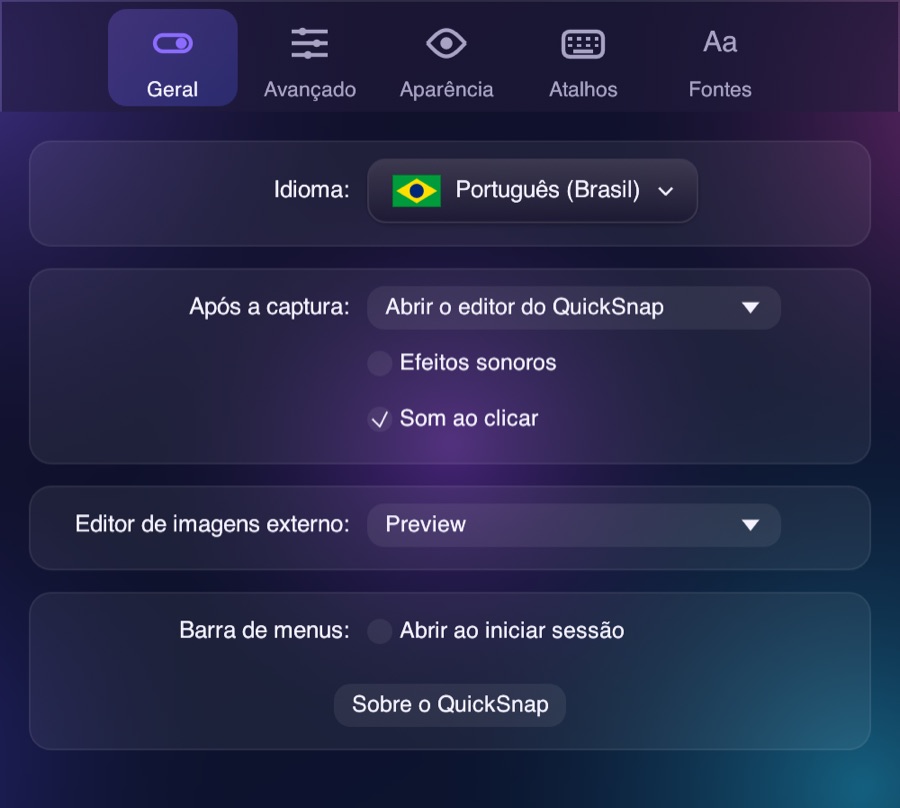 Geral
Avançado
Aparência
Atalhos
Aa
Fontes
Idioma: Português (Brasil)
Após a captura: Abrir o editor do QuickSnap
Efeitos sonoros
Som ao clicar
Editor de imagens externo: Preview
Barra de menus: Abrir ao iniciar sessão
Sobre o QuickSnap